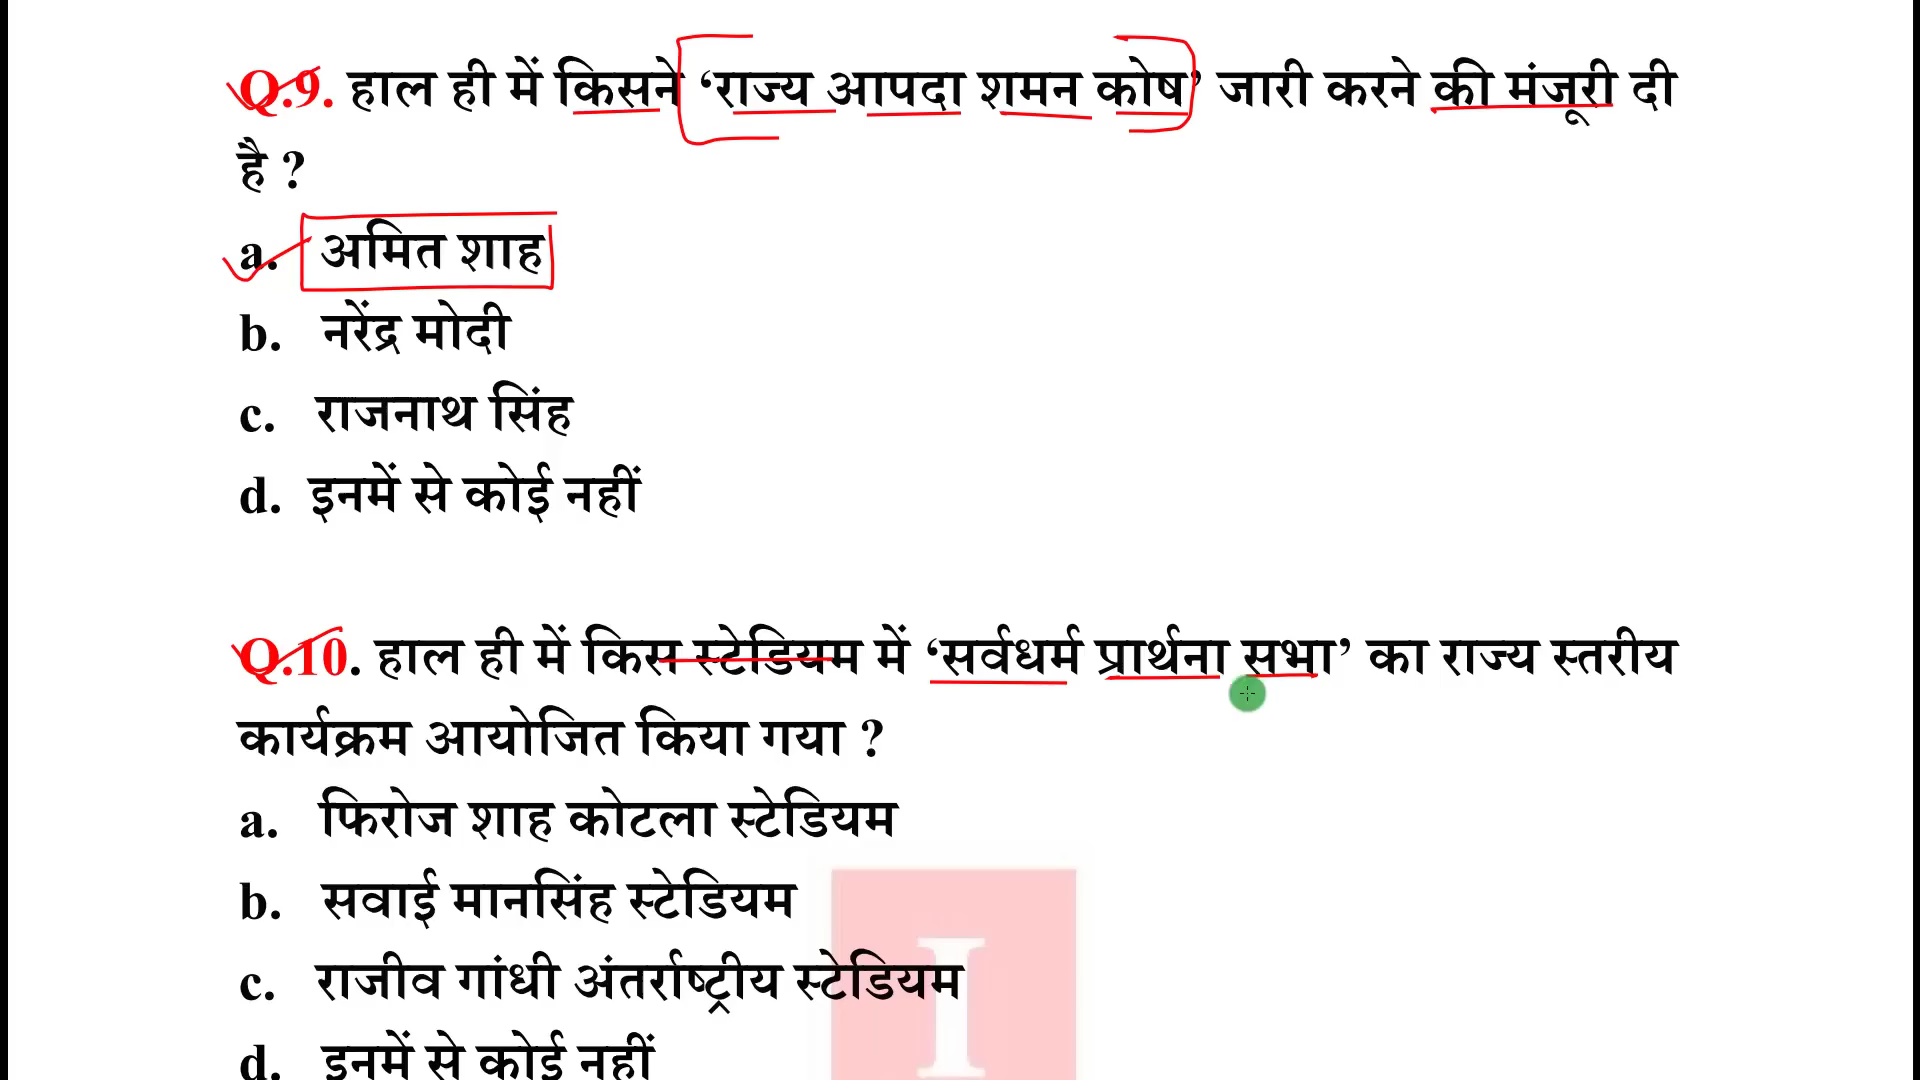 Q.9. हाल ही में किसने ‘राज्य आपदा शमन कोष’ जारी करने की मंजूरी दी
है ?
a. अमित शाह
b. नरेंद्र मोदी
c. राजनाथ सिंह
d. इनमें से कोई नहीं
Q.10. हाल ही में किस स्टेडियम में ‘सर्वधर्म प्रार्थना सभा’ का राज्य स्तरीय
कार्यक्रम आयोजित किया गया ?
a. फिरोज शाह कोटला स्टेडियम
b. सवाई मानसिंह स्टेडियम
c. राजीव गांधी अंतर्राष्ट्रीय स्टेडियम
d. इनमें से कोई नहीं
I